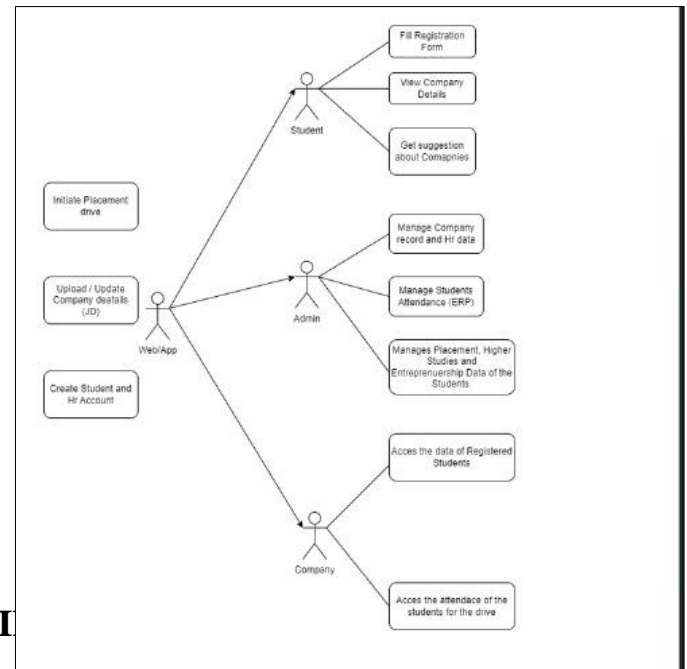 Fill Registration
Form
View Company
Details
Student
Get suggestion
about Comapnies
Initiate Placement
drive
Manage Company
record and Hr data
Upload / Update
Company deatails
(JD)
Web/App
Admin
Manage Students
Attendance (ERP)
Manages Placement, Higher
Studies and
Entreprenuership Data of the
Students.
Create Student and
Hr Account
Acces the data of Registered
Students
Company
Acces the attendace of the
students for the drive